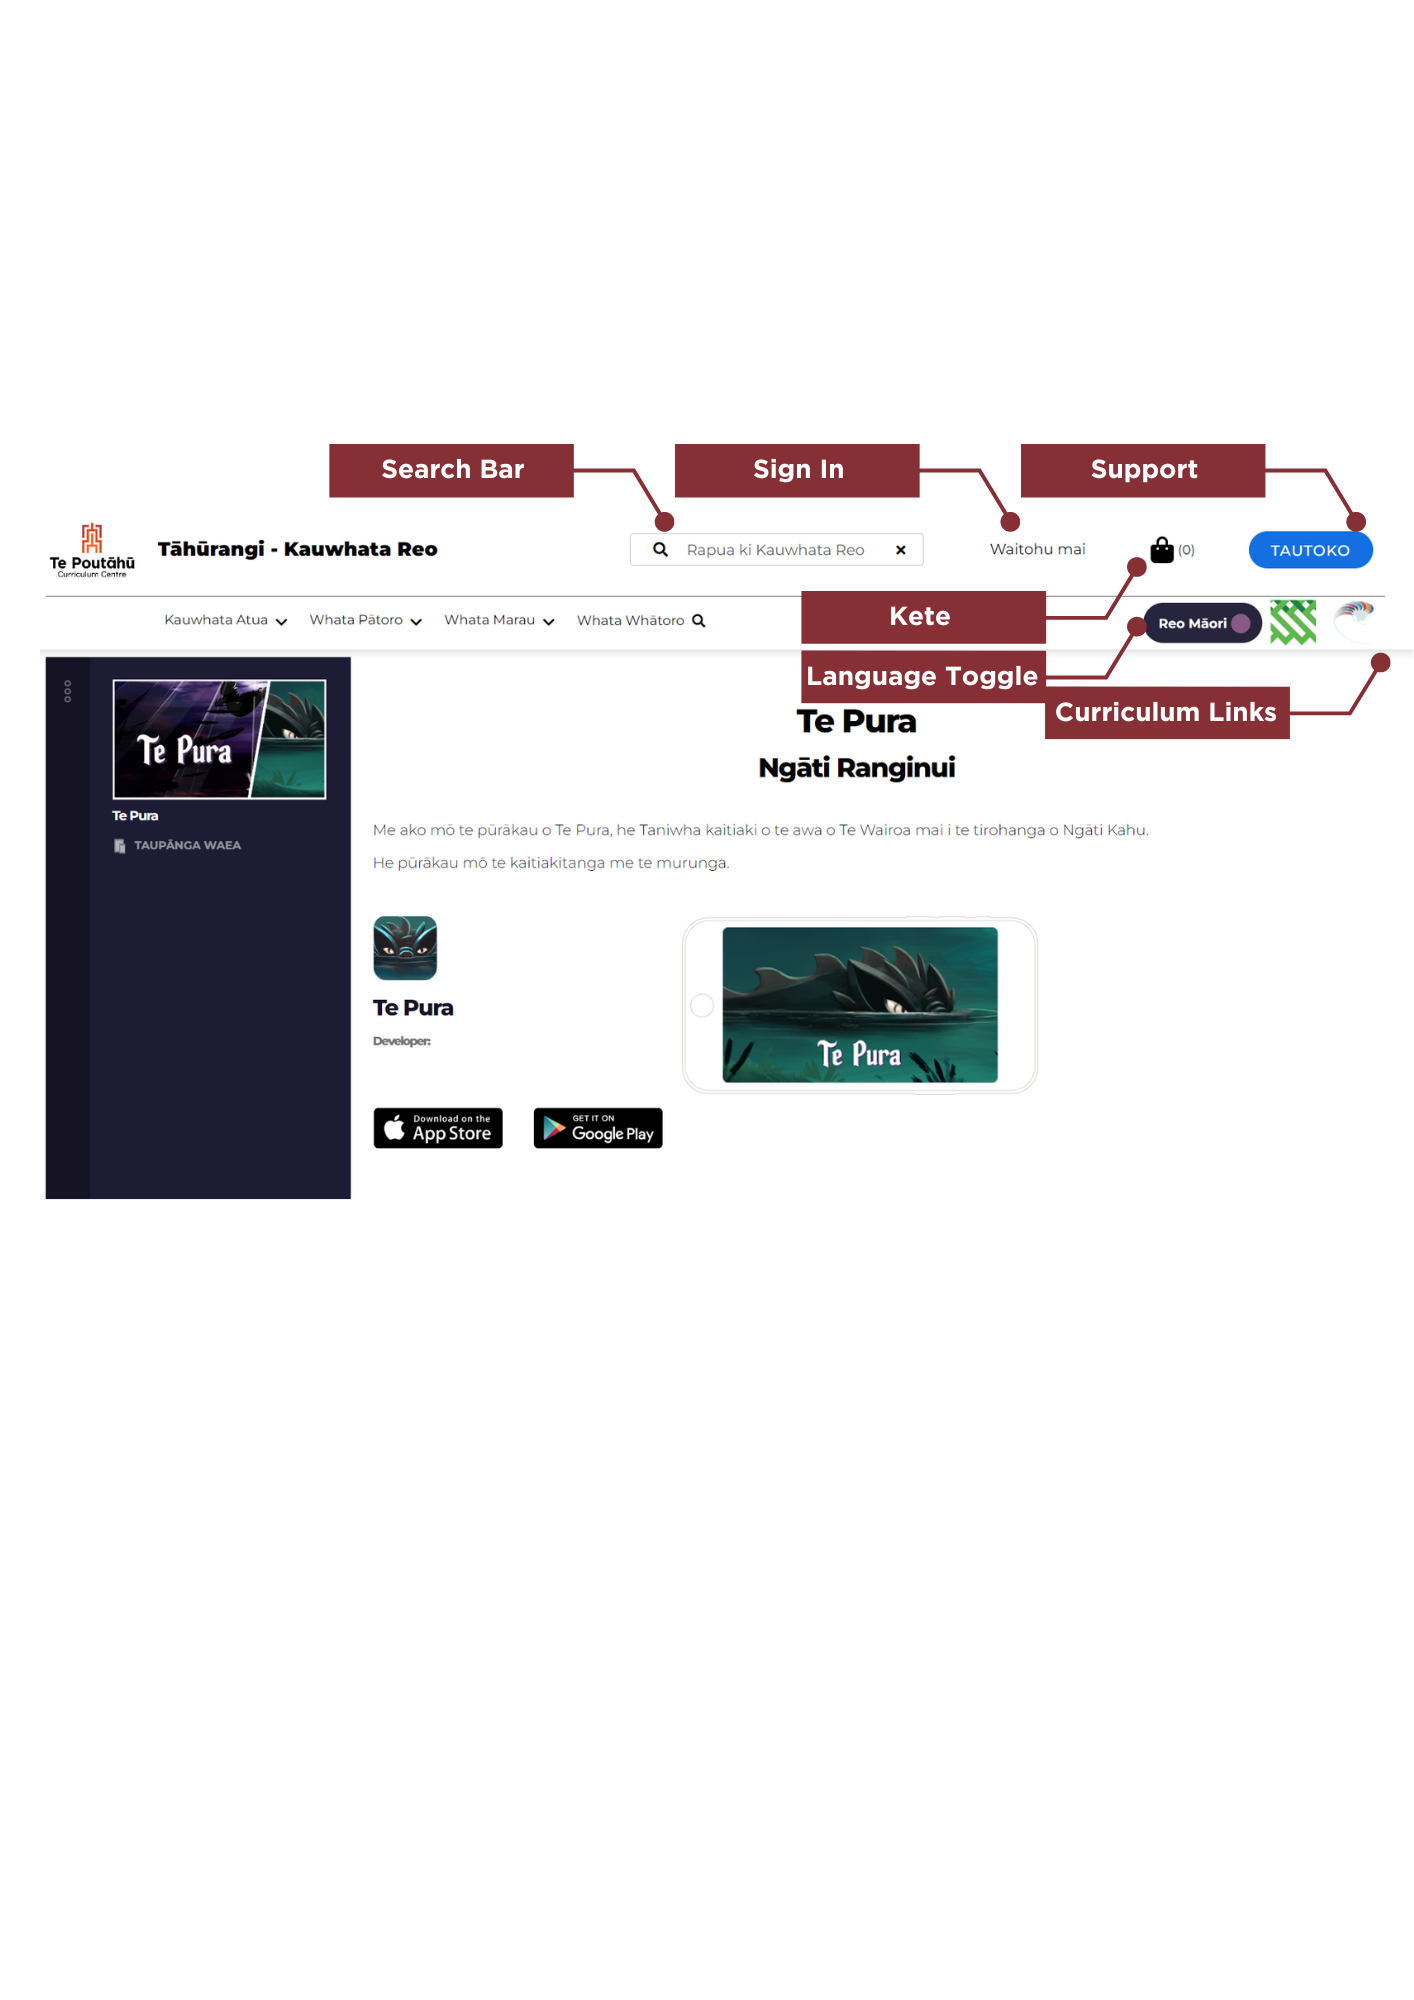 Search Bar
Sign In
Support
Te Poutāhū
Curriculum Centre
Tāhūrangi - Kauwhata Reo
Rapua ki Kauwhata Reo
Waitohu mai
(0)
TAUTOKO
Kauwhata Atua
Whata Pātoro
Whata Marau
Whata Whātoro
Kete
Reo Māori
Language Toggle
Curriculum Links
Te Pura
Te Pura
TAUPĀNGA WAEA
Te Pura
Ngāti Ranginui
Me ako mō te pūrākau o Te Pura, he Taniwha kaitiaki o te awa o Te Wairoa mai i te tirohanga o Ngāti Kahu.
He pūrākau mō te kaitiakitanga me te murunga.
Te Pura
Developer:
Te Pura
Download on the
App Store
GET IT ON
Google Play